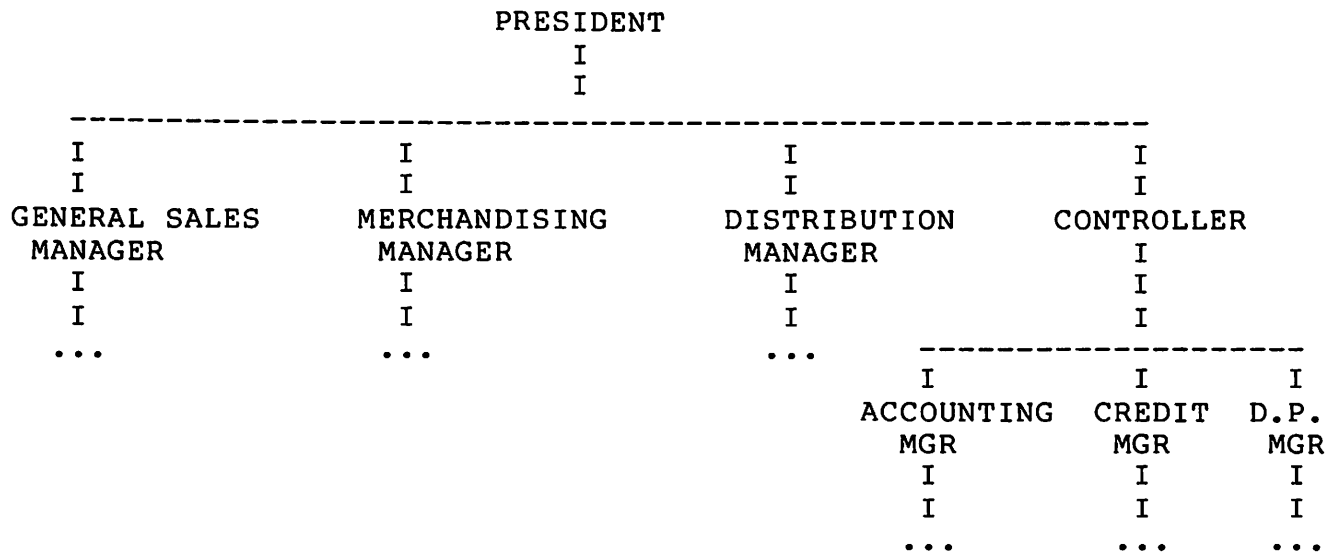 PRESIDENT
I
I
---------------------------------------------------------
I I I I
I I I I
GENERAL SALES MERCHANDISING DISTRIBUTION CONTROLLER
MANAGER MANAGER MANAGER I
I I I I
I I I I
... ... ... --------------------
I I I
ACCOUNTING CREDIT D.P.
MGR MGR MGR
I I I
I I I
... ... ...